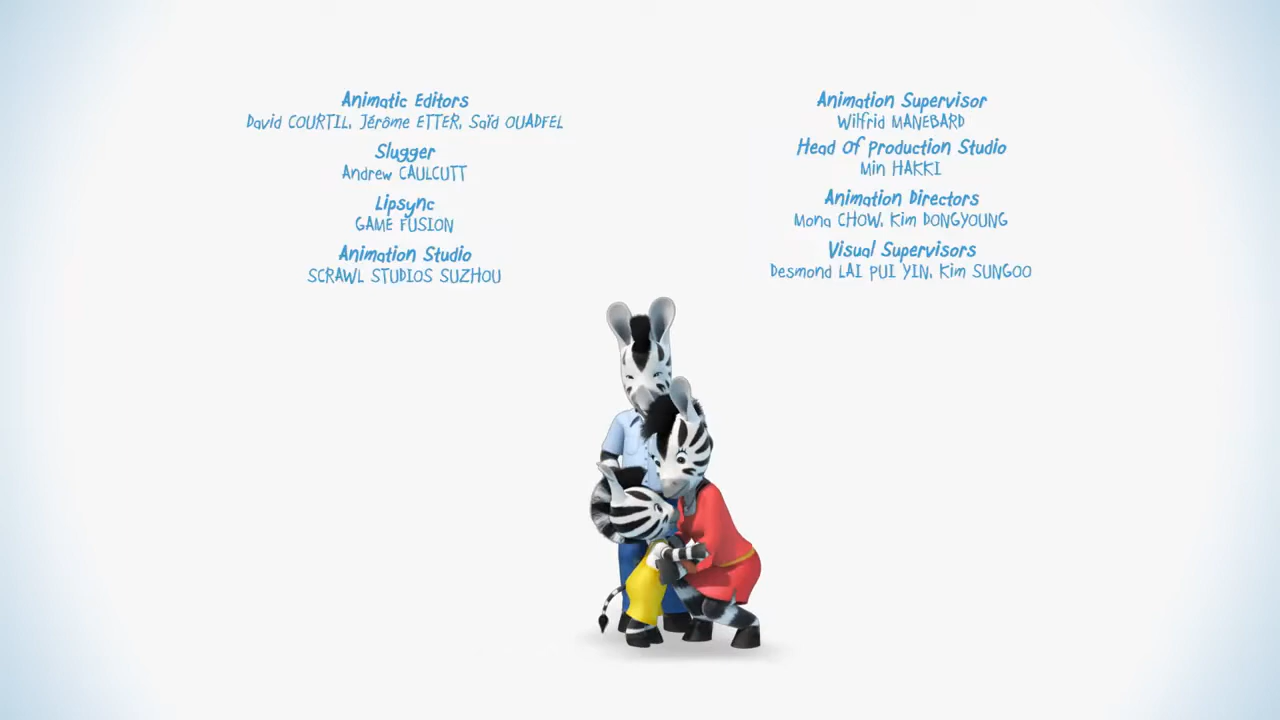 Animatic Editors
David COURTIL, Jérôme ETTER, Saïd OUADFEL
Slugger
Andrew CAULCUTT
Lipsync
GAME FUSION
Animation Studio
SCRAWL STUDIOS SUZHOU
Animation Supervisor
Wilfrid MANEBARD
Head Of Production Studio
Min HAKKI
Animation Directors
Mona CHOW, Kim DONGYOUNG
Visual Supervisors
Desmond LAI PUI YIN, Kim SUNGOO